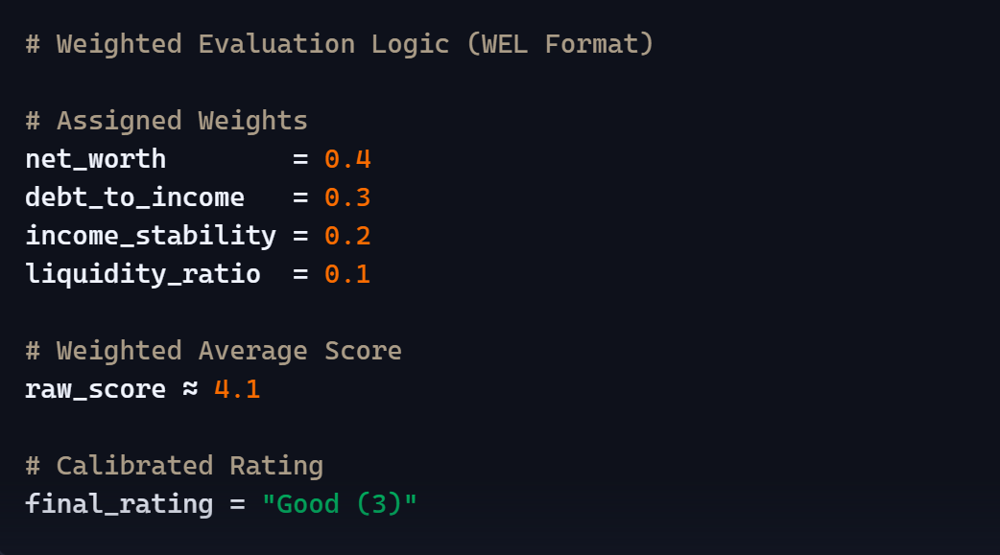 # Weighted Evaluation Logic (WEL Format)
# Assigned Weights
net_worth        = 0.4
debt_to_income   = 0.3
income_stability = 0.2
liquidity_ratio  = 0.1
# Weighted Average Score
raw_score ≈ 4.1
# Calibrated Rating
final_rating = "Good (3)"